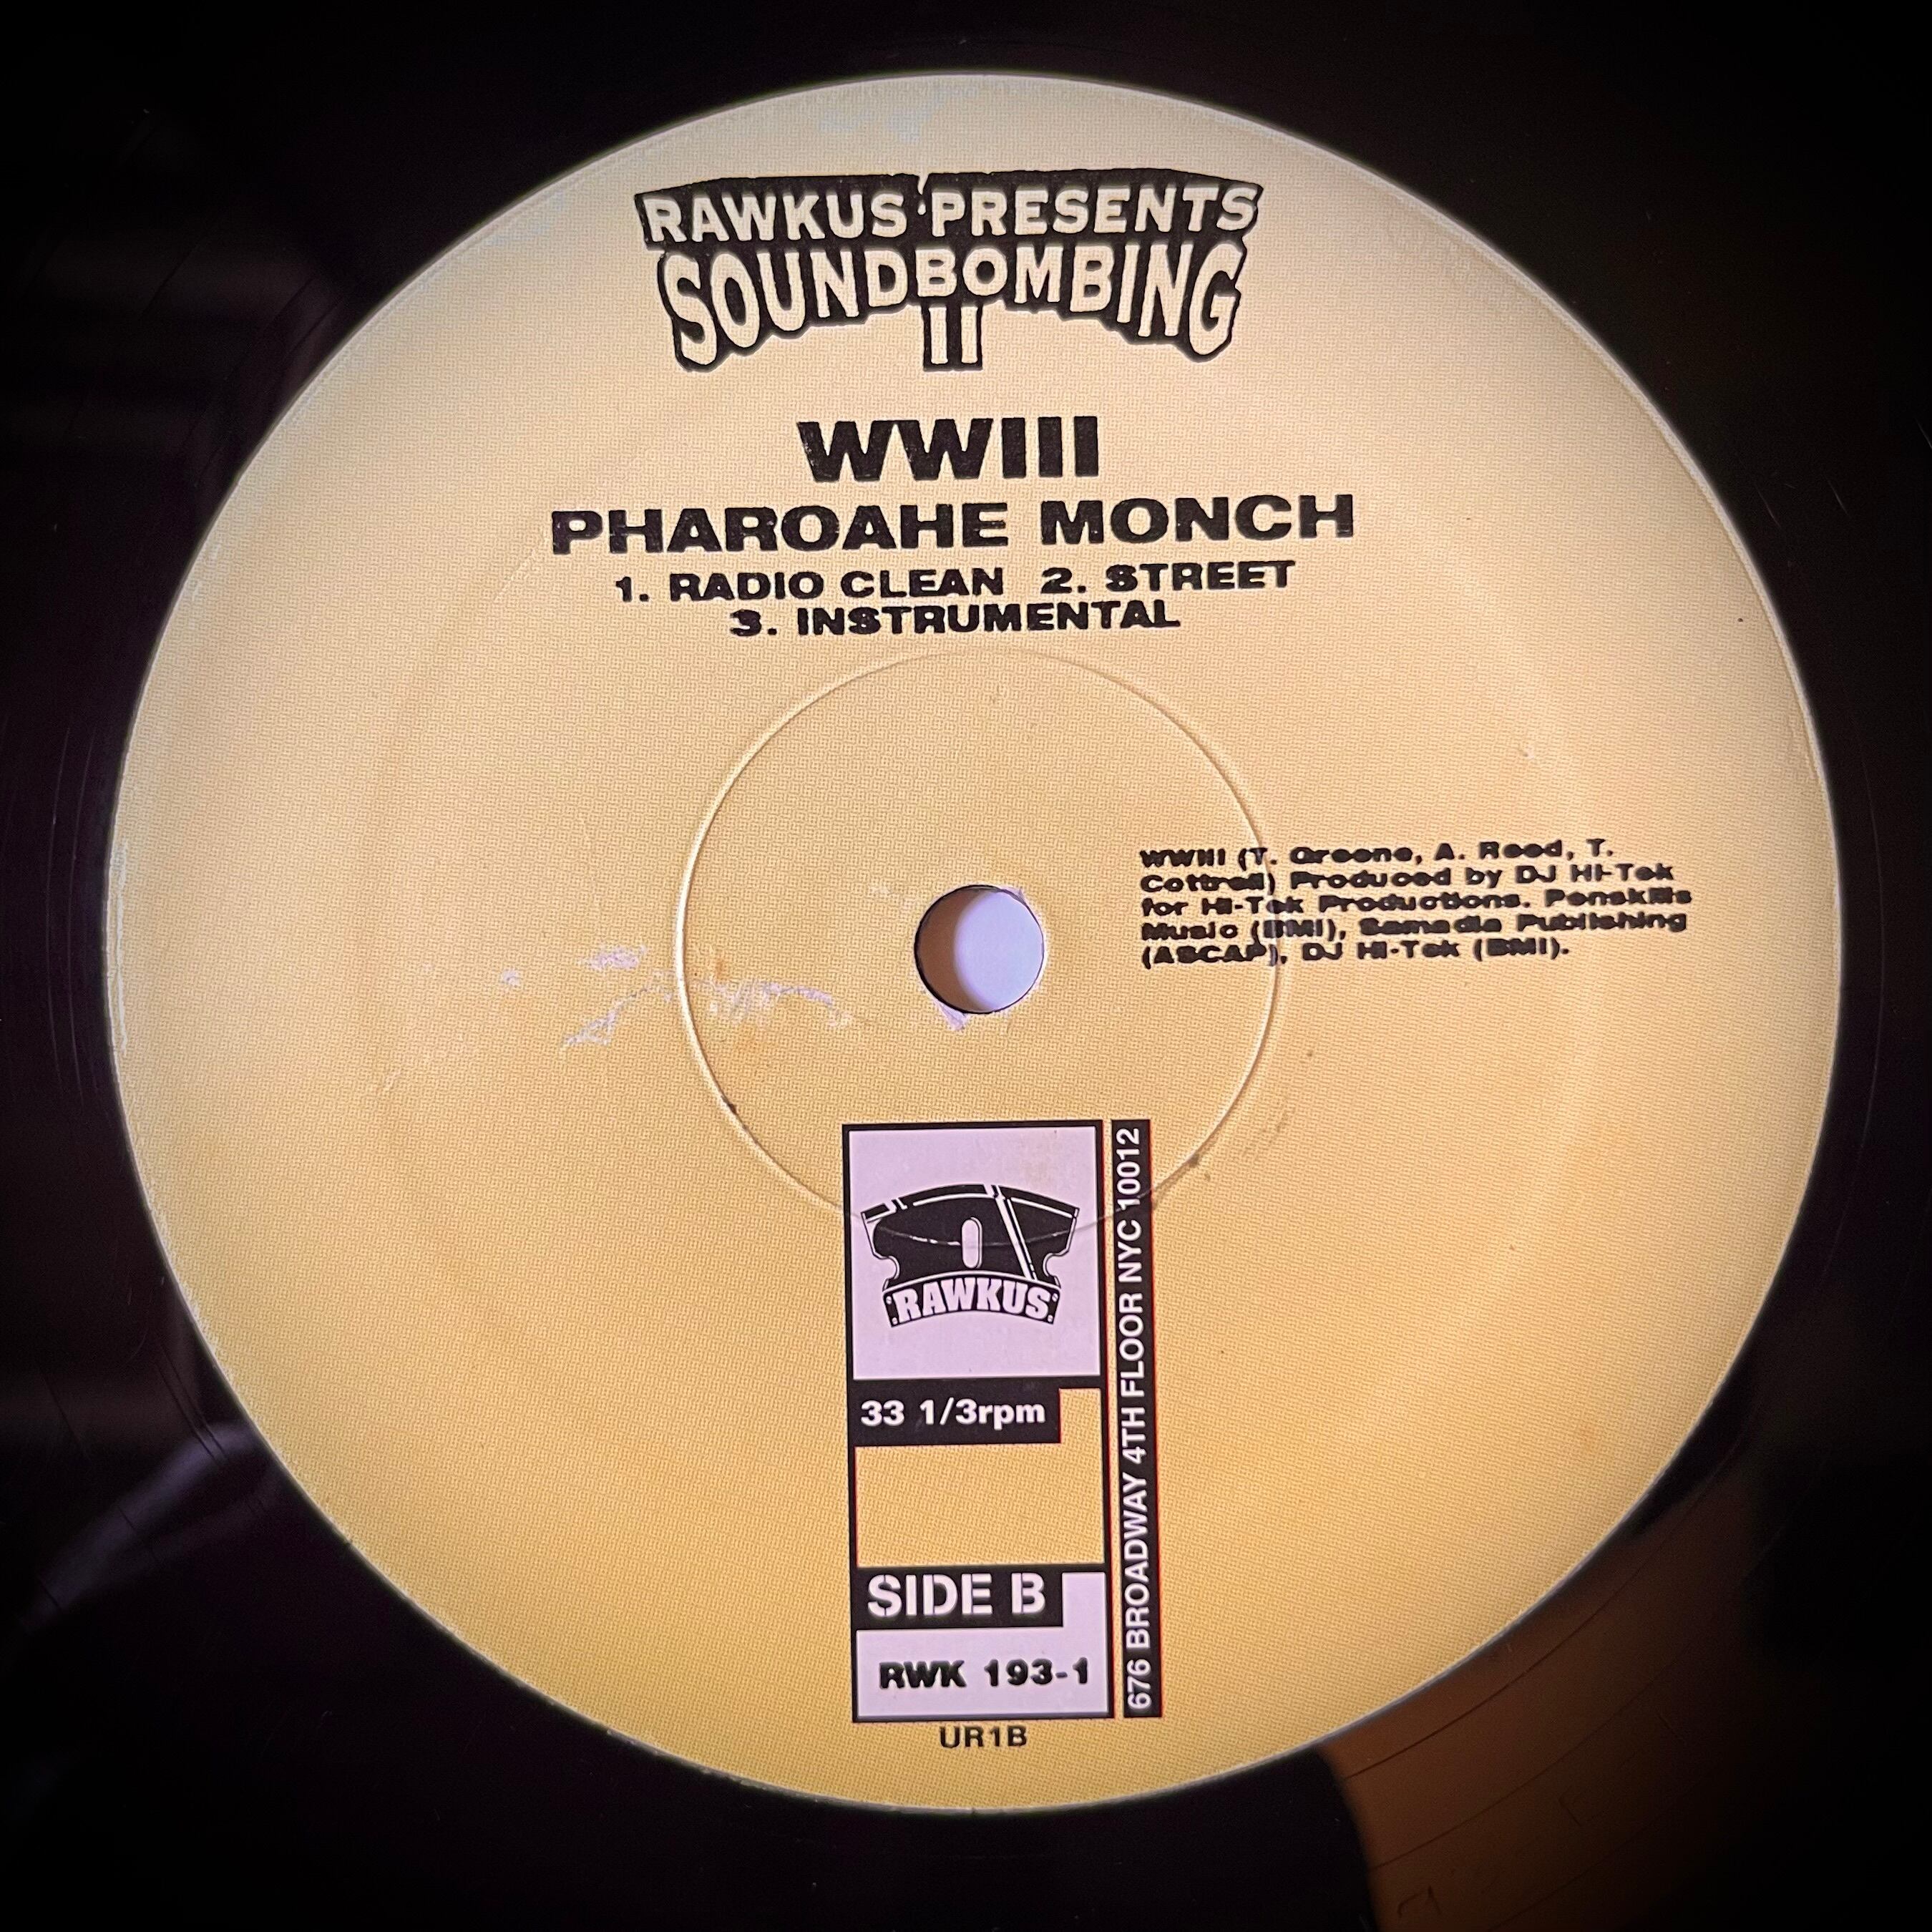 RAWKUS PRESENTS
SOUNDBOMBING
II
WWIII
PHAROAHE MONCH
1. RADIO CLEAN 2. STREET
3. INSTRUMENTAL
WWIII (T. Greene, A. Reed, T.
Cottrell) Produced by DJ Hi-Tek
for Hi-Tek Productions. Penskills
Music (BMI), Samadia Publishing
(ASCAP), DJ Hi-Tek (BMI).
RAWKUS
33 1/3rpm
SIDE B
RWK 193-1
676 BROADWAY 4TH FLOOR NYC 10012
UR1B